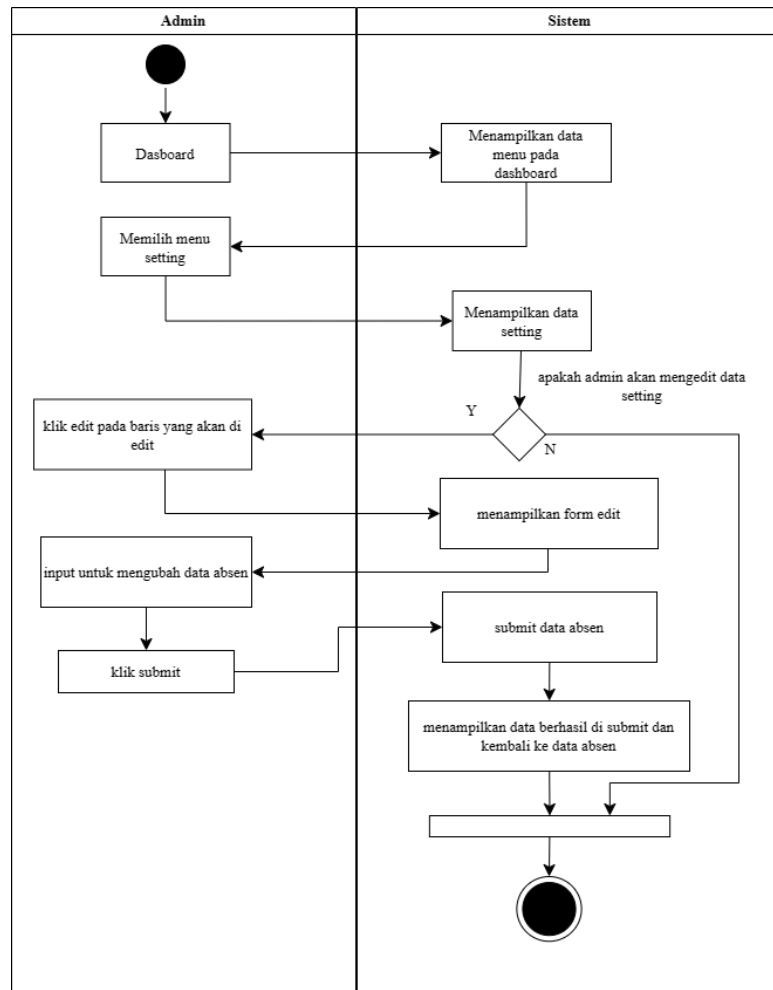 Admin
Sistem
Dasboard
Menampilkan data
menu pada
dashboard
Memilih menu
setting
Menampilkan data
setting
apakah admin akan mengedit data
setting
Y
N
klik edit pada baris yang akan di
edit
menampilkan form edit
input untuk mengubah data absen
submit data absen
klik submit
menampilkan data berhasil di submit dan
kembali ke data absen